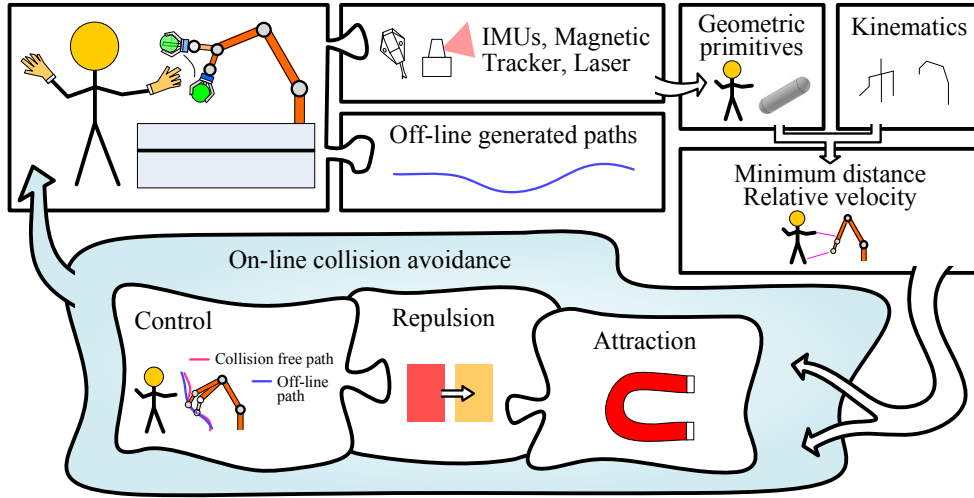 IMUs, Magnetic
Tracker, Laser
Geometric
primitives
Kinematics
Off-line generated paths
Minimum distance
Relative velocity
On-line collision avoidance
Control
Collision free path
Off-line
path
Repulsion
Attraction